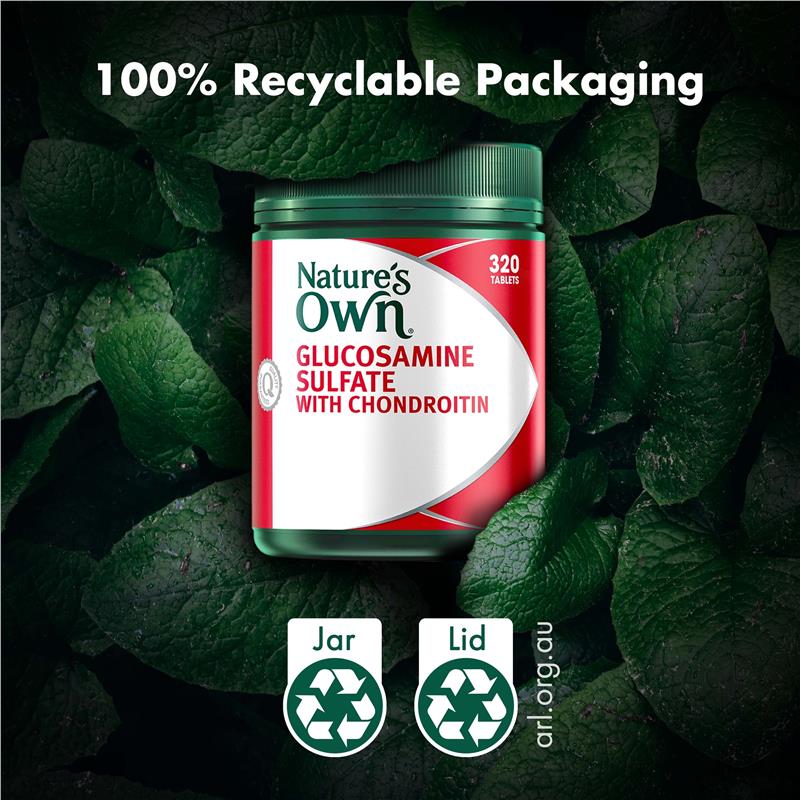 100% Recyclable Packaging
320
TABLETS
Nature's
Own®
GLUCOSAMINE
SULFATE
WITH CHONDROITIN
Q
Jar
Lid
arl.org.au